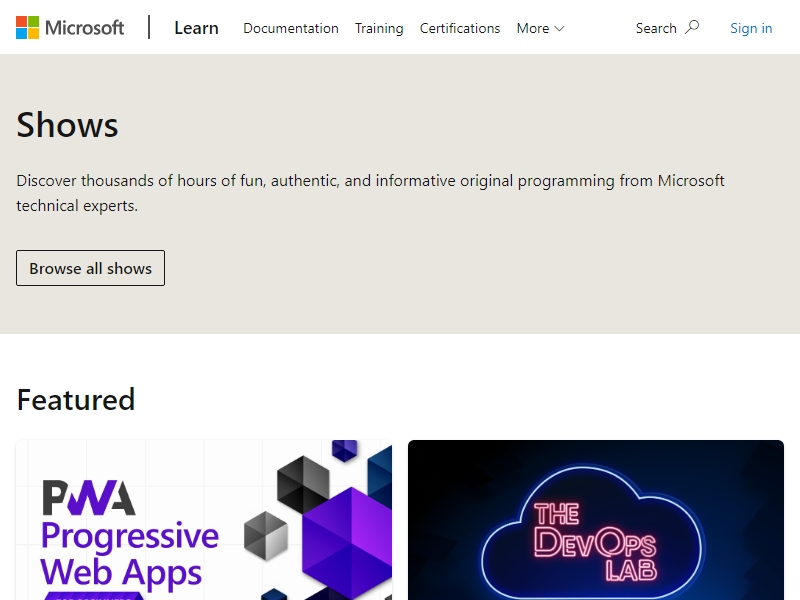 Microsoft
Learn
Documentation
Training
Certifications
More
Search
Sign in
Shows
Discover thousands of hours of fun, authentic, and informative original programming from Microsoft
technical experts.
Browse all shows
Featured
PWA
Progressive
Web Apps
THE
DEVOPS
LAB